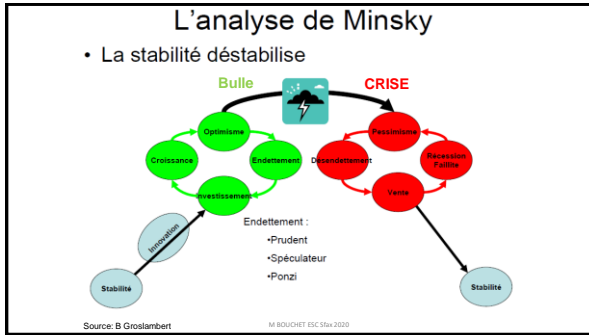 L'analyse de Minsky
• La stabilité déstabilise
Bulle
CRISE
Optimisme
Pessimisme
Croissance
Endettement
Désendettement
Récession
Faillite
Investissement
Vente
Innovation
Endettement :
•Prudent
•Spéculateur
•Ponzi
Stabilité
Stabilité
Source: B Groslambert
M BOUCHET ESC Sfax 2020